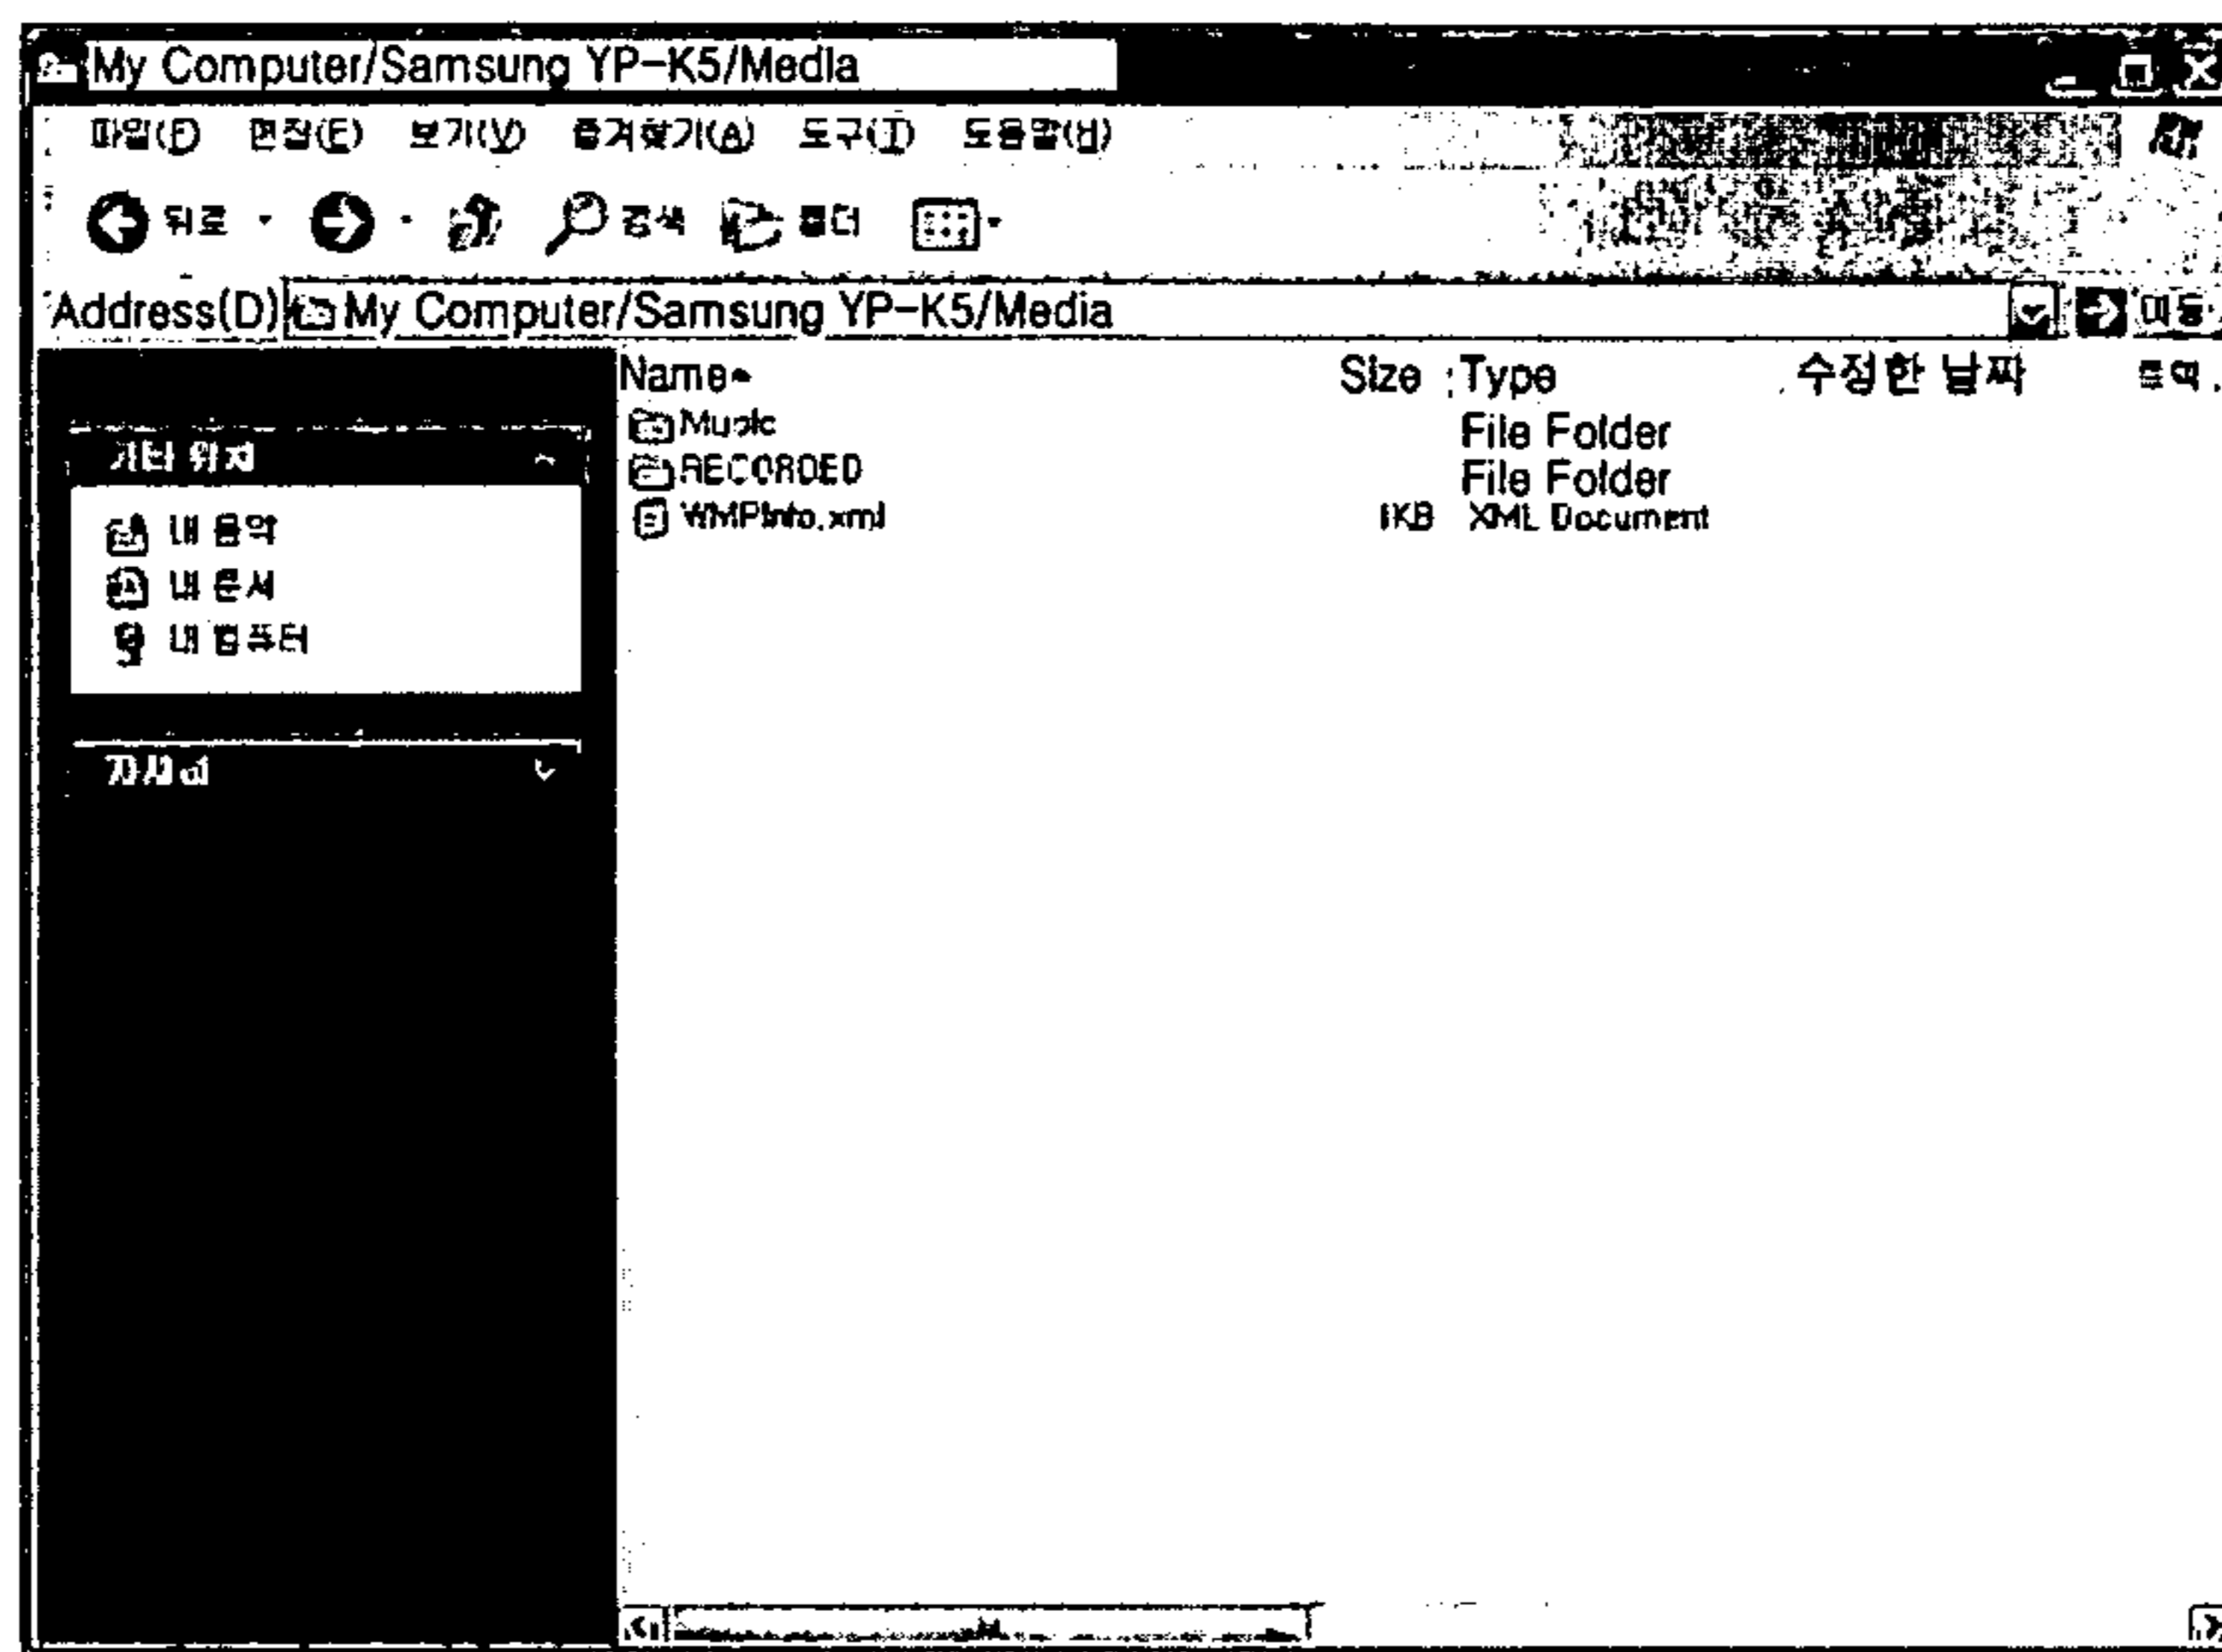 My Computer/Samsung YP-K5/Media
파일(F) 편집(E) 보기(V) 즐겨찾기(A) 도구(T) 도움말(H)
뒤로 검색 폴더
Address(D) My Computer/Samsung YP-K5/Media 이동
Name Size Type 수정한 날짜
Music File Folder
RECORDED File Folder
WMPInfo.xml 1KB XML Document
기타 위치
내 음악
내 문서
내 컴퓨터
자세히